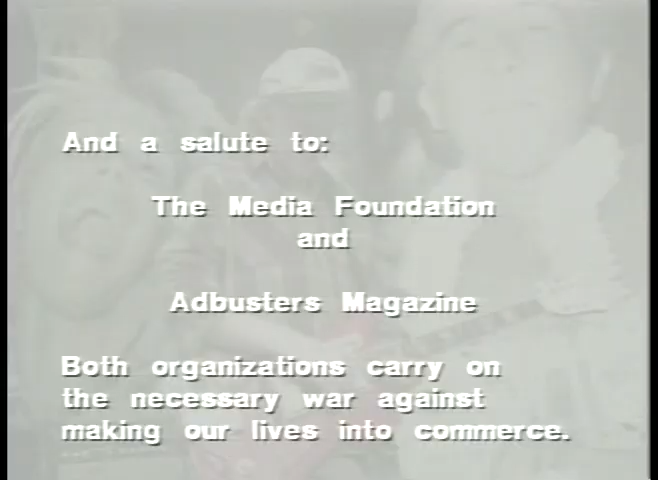 And a salute to:
The Media Foundation
and
Adbusters Magazine
Both organizations carry on
the necessary war against
making our lives into commerce.